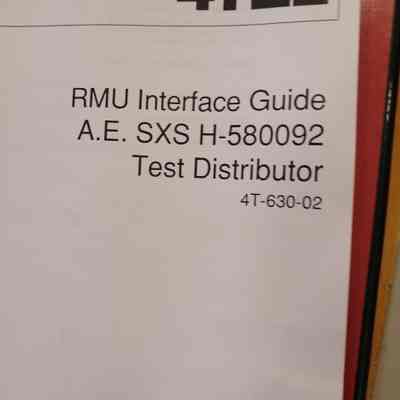 RMU Interface Guide
A.E. SXS H-580092
Test Distributor
4T-630-02